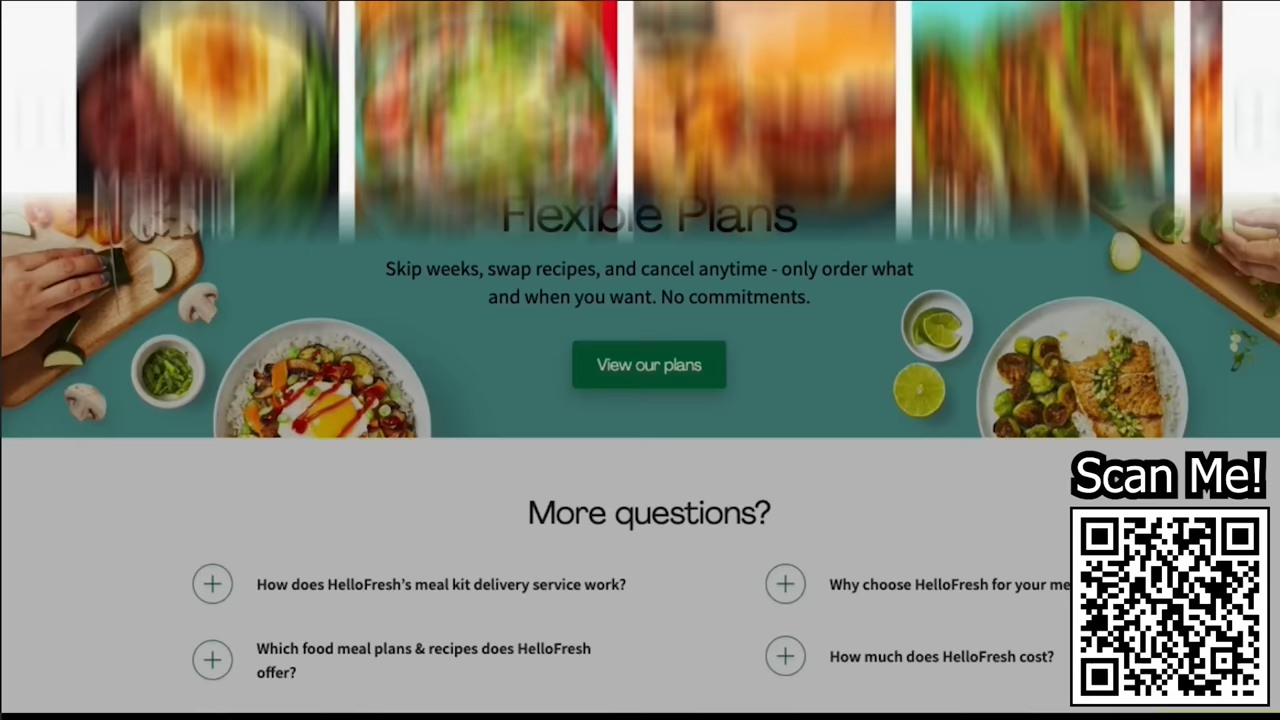 Flexible Plans
Skip weeks, swap recipes, and cancel anytime - only order what
and when you want. No commitments.
View our plans
Scan Me!
More questions?
How does HelloFresh’s meal kit delivery service work?
Why choose HelloFresh for your me
Which food meal plans & recipes does HelloFresh
offer?
How much does HelloFresh cost?